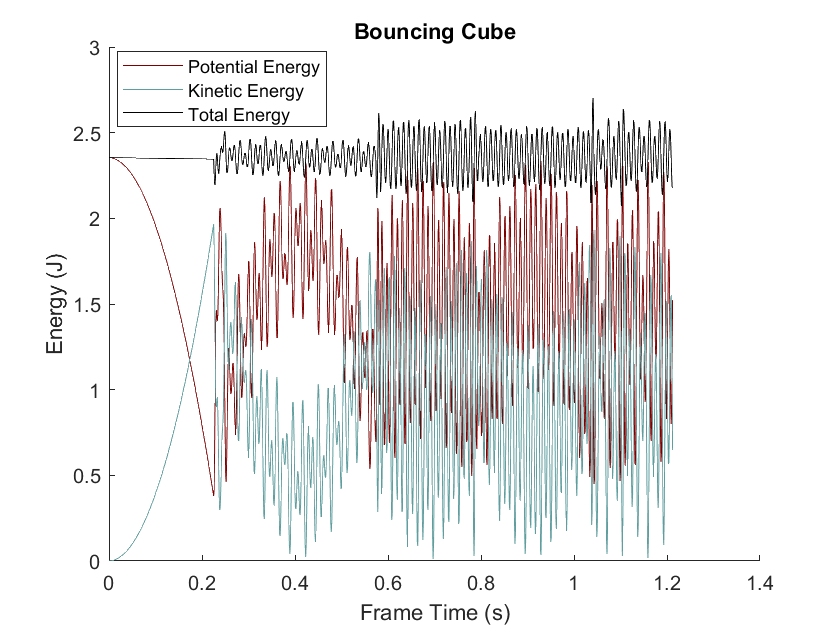 Bouncing Cube
3
Potential Energy
Kinetic Energy
Total Energy
2.5
2
1.5
1
0.5
0
Energy (J)
0 0.2 0.4 0.6 0.8 1 1.2 1.4
Frame Time (s)